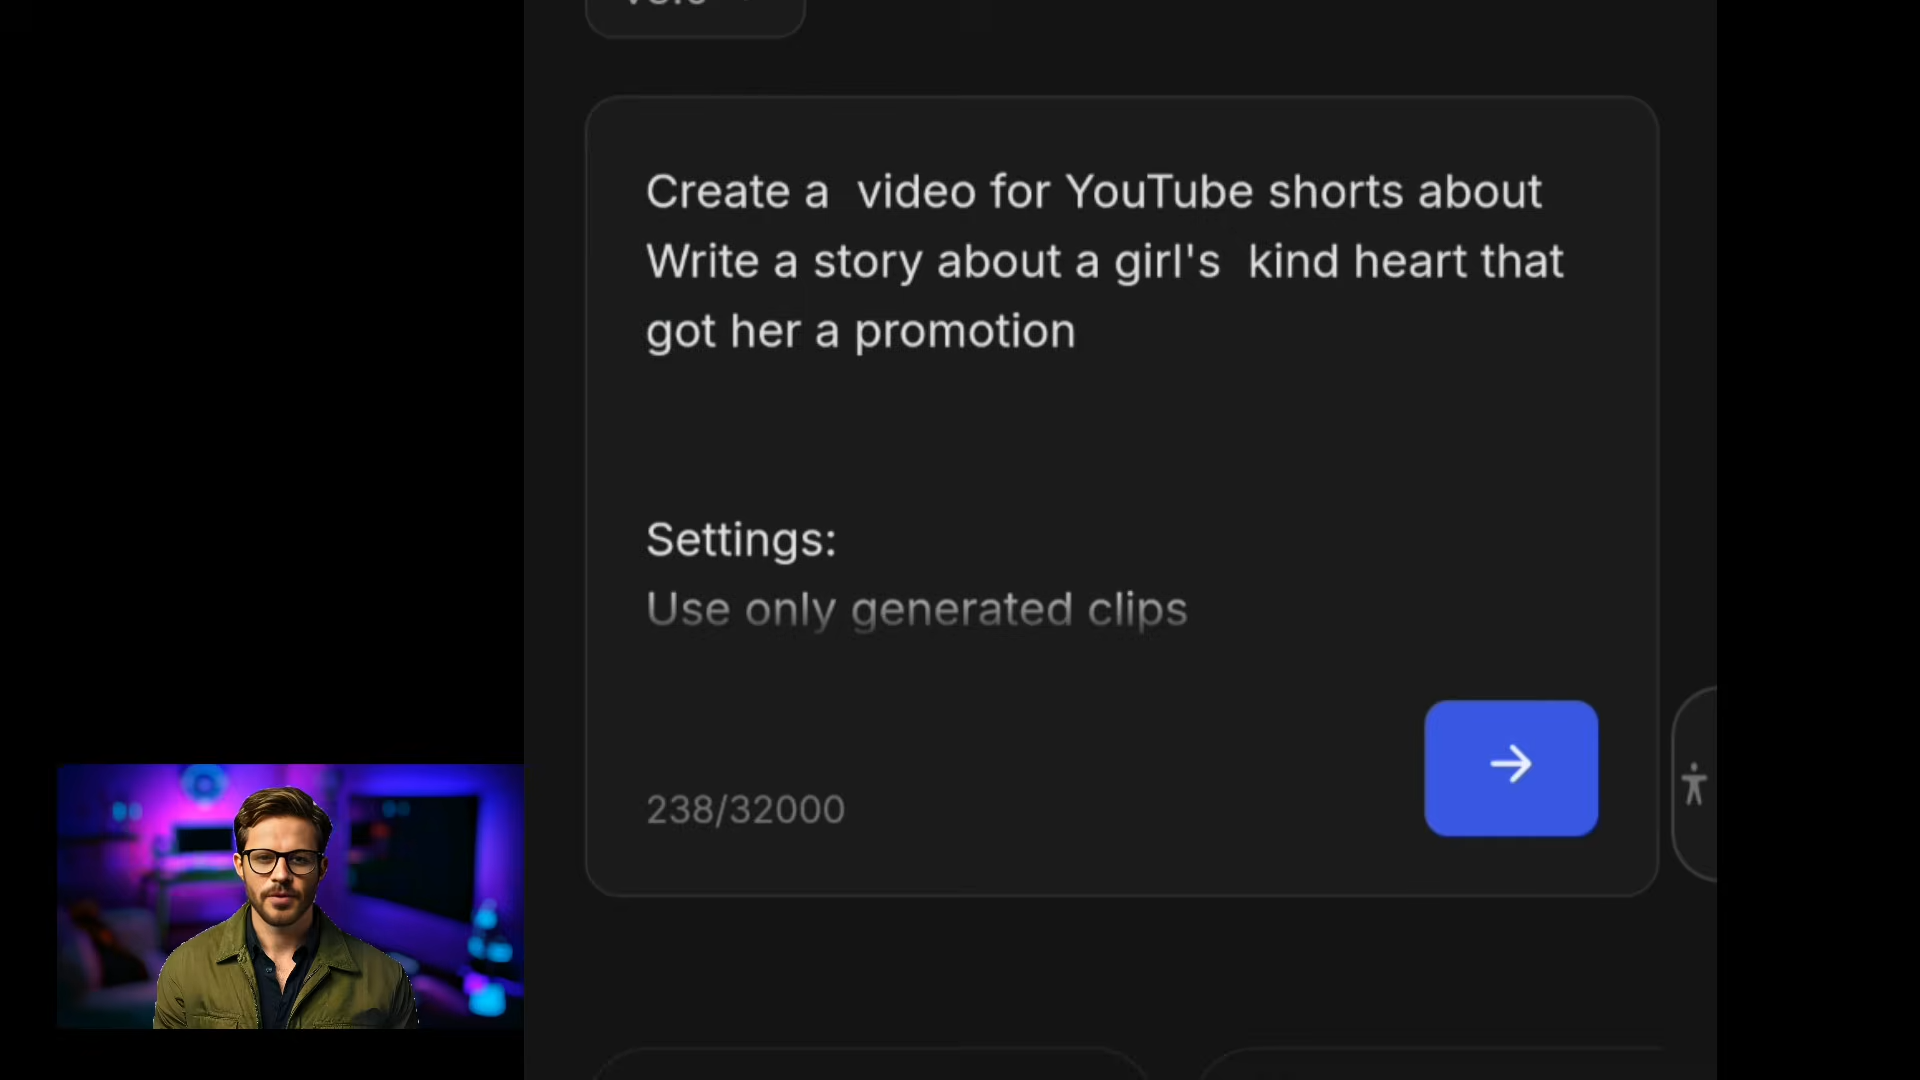 Create a  video for YouTube shorts about
Write a story about a girl's  kind heart that
got her a promotion
Settings:
Use only generated clips
238/32000